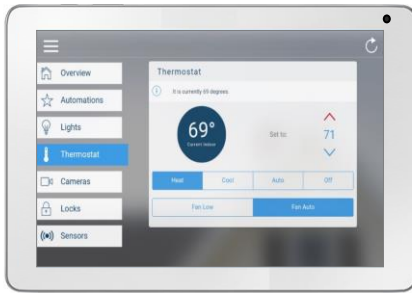 Overview
Automations
Lights
Thermostat
Cameras
Locks
Sensors
Thermostat
It is currently 69 degrees.
69°
Current Indoor
Set to:
71
Heat Cool Auto Off
Fan Low Fan Auto